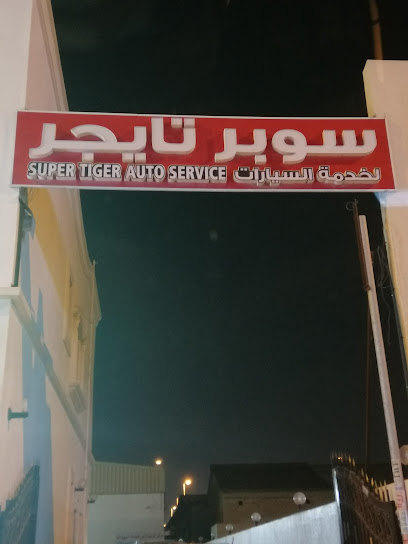 سوبر تايجر
لخدمة السيارات SUPER TIGER AUTO SERVICE